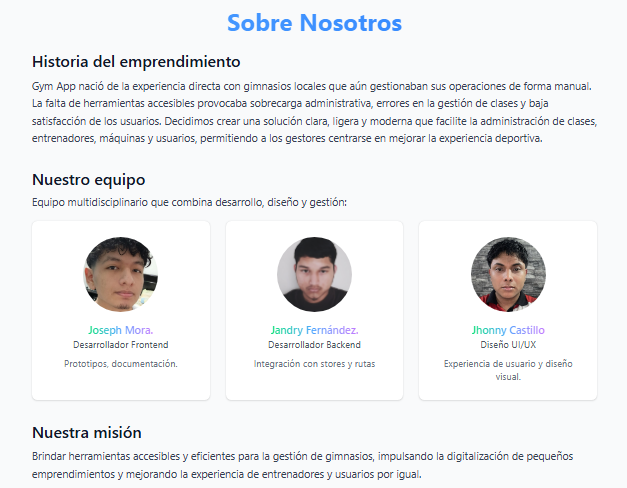 Sobre Nosotros
Historia del emprendimiento
Gym App nació de la experiencia directa con gimnasios locales que aún gestionaban sus operaciones de forma manual.
La falta de herramientas accesibles provocaba sobrecarga administrativa, errores en la gestión de clases y baja
satisfacción de los usuarios. Decidimos crear una solución clara, ligera y moderna que facilite la administración de clases,
entrenadores, máquinas y usuarios, permitiendo a los gestores centrarse en mejorar la experiencia deportiva.
Nuestro equipo
Equipo multidisciplinario que combina desarrollo, diseño y gestión:
Joseph Mora.
Desarrollador Frontend
Prototipos, documentación.
Jandry Fernández.
Desarrollador Backend
Integración con stores y rutas
Jhonny Castillo
Diseño UI/UX
Experiencia de usuario y diseño
visual.
Nuestra misión
Brindar herramientas accesibles y eficientes para la gestión de gimnasios, impulsando la digitalización de pequeños
emprendimientos y mejorando la experiencia de entrenadores y usuarios por igual.